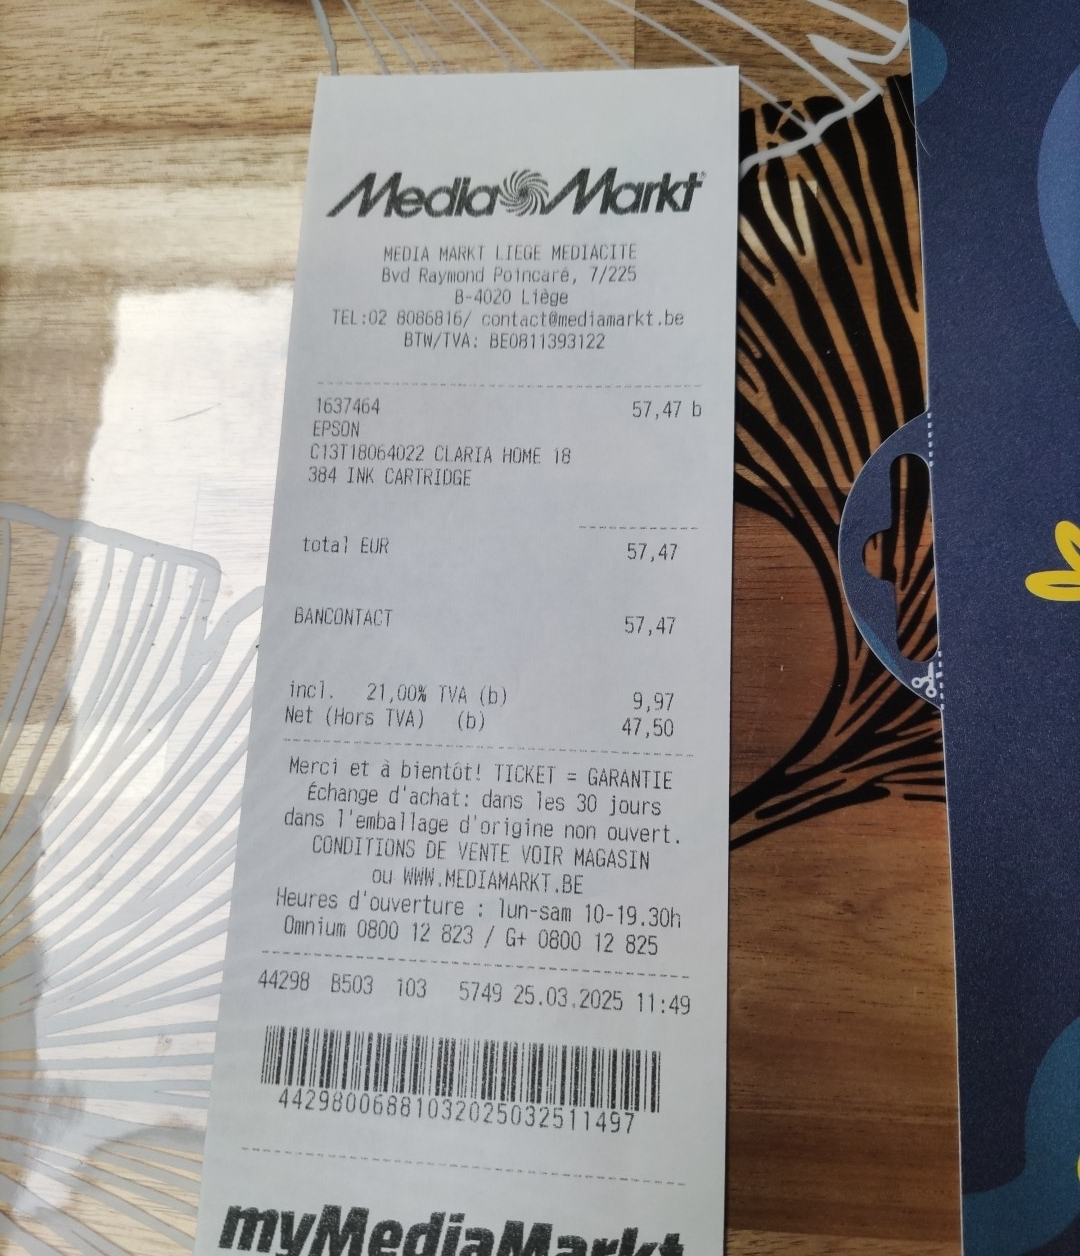 Media Markt
MEDIA MARKT LIEGE MEDIACITE
Bvd Raymond Poincaré, 7/225
B-4020 Liège
TEL:02 8086816/ contact@mediamarkt.be
BTW/TVA: BE0811393122
1637464 57,47 b
EPSON
C13T18064022 CLARIA HOME 18
384 INK CARTRIDGE
total EUR 57,47
BANCONTACT 57,47
incl. 21,00% TVA (b) 9,97
Net (Hors TVA) (b) 47,50
Merci et à bientôt! TICKET = GARANTIE
Échange d'achat: dans les 30 jours
dans l'emballage d'origine non ouvert.
CONDITIONS DE VENTE VOIR MAGASIN
ou WWW.MEDIAMARKT.BE
Heures d'ouverture : lun-sam 10-19.30h
Omnium 0800 12 823 / G+ 0800 12 825
44298 B503 103 5749 25.03.2025 11:49
4429800688103202503251‎1497
myMediaMarkt